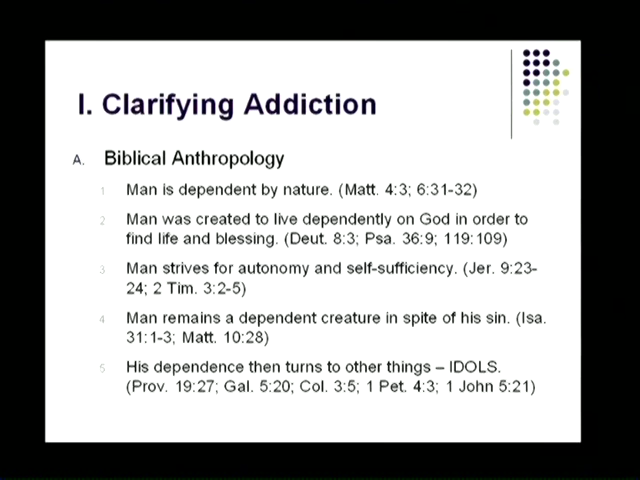 I. Clarifying Addiction
A. Biblical Anthropology
1 Man is dependent by nature. (Matt. 4:3; 6:31-32)
2 Man was created to live dependently on God in order to
find life and blessing. (Deut. 8:3; Psa. 36:9; 119:109)
3 Man strives for autonomy and self-sufficiency. (Jer. 9:23-
24; 2 Tim. 3:2-5)
4 Man remains a dependent creature in spite of his sin. (Isa.
31:1-3; Matt. 10:28)
5 His dependence then turns to other things – IDOLS.
(Prov. 19:27; Gal. 5:20; Col. 3:5; 1 Pet. 4:3; 1 John 5:21)